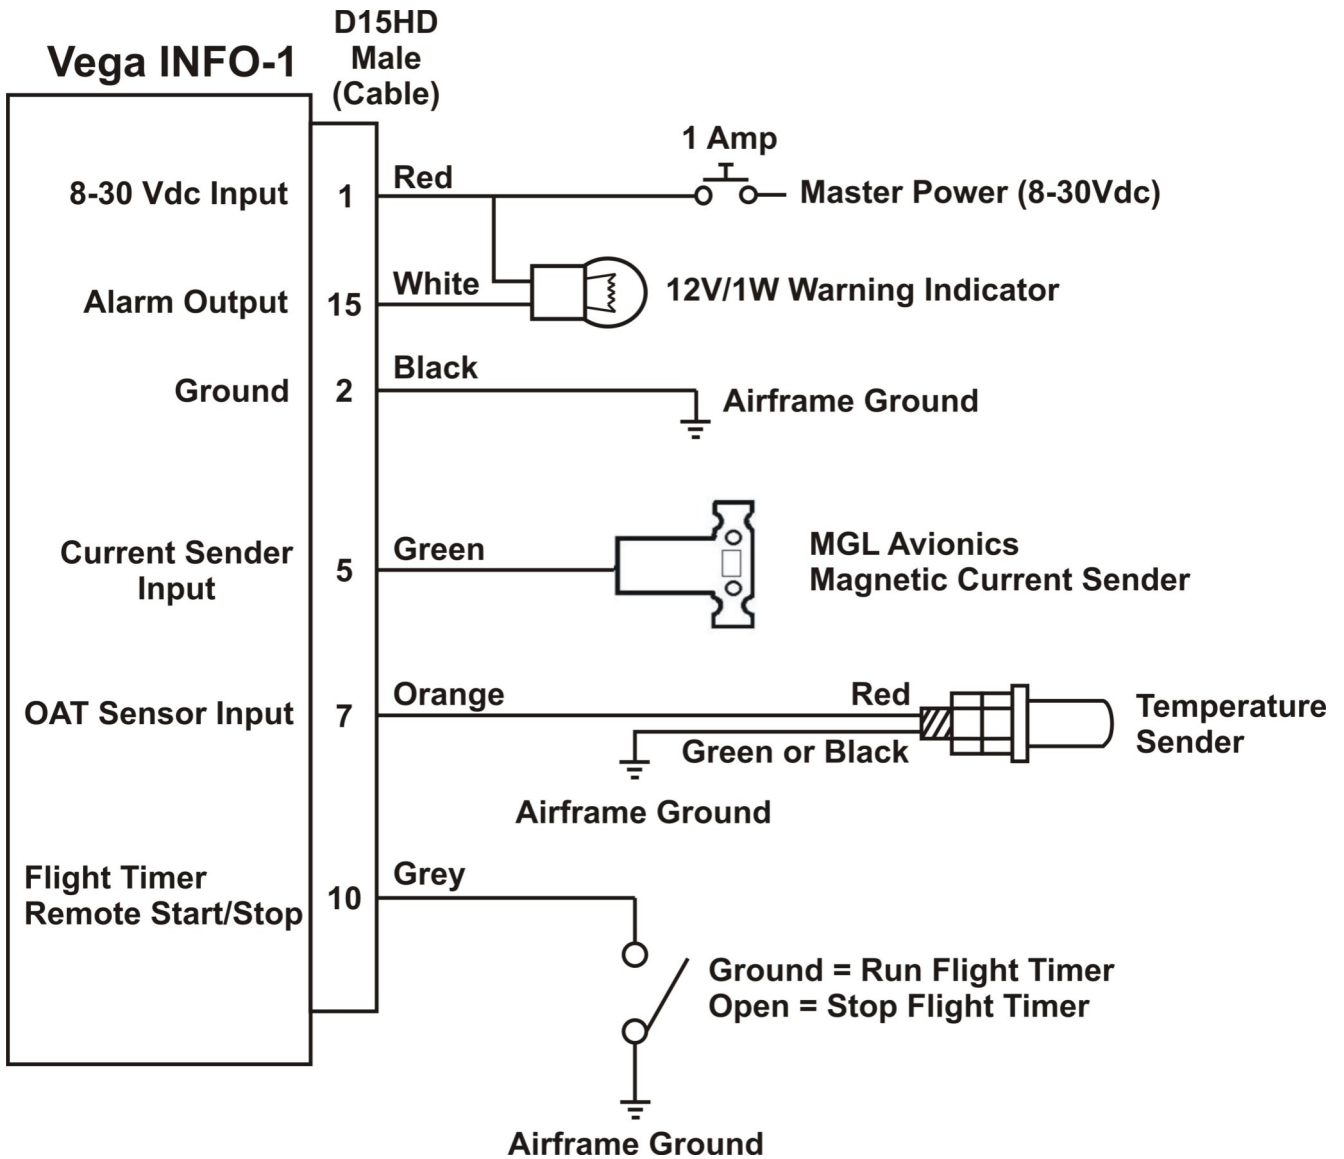 D15HD
Male
(Cable)
Vega INFO-1
1 Amp
8-30 Vdc Input
1
Red
Master Power (8-30Vdc)
Alarm Output
15
White
12V/1W Warning Indicator
Ground
2
Black
Airframe Ground
Current Sender
Input
5
Green
MGL Avionics
Magnetic Current Sender
OAT Sensor Input
7
Orange
Red
Green or Black
Temperature
Sender
Airframe Ground
Flight Timer
Remote Start/Stop
10
Grey
Ground = Run Flight Timer
Open = Stop Flight Timer
Airframe Ground